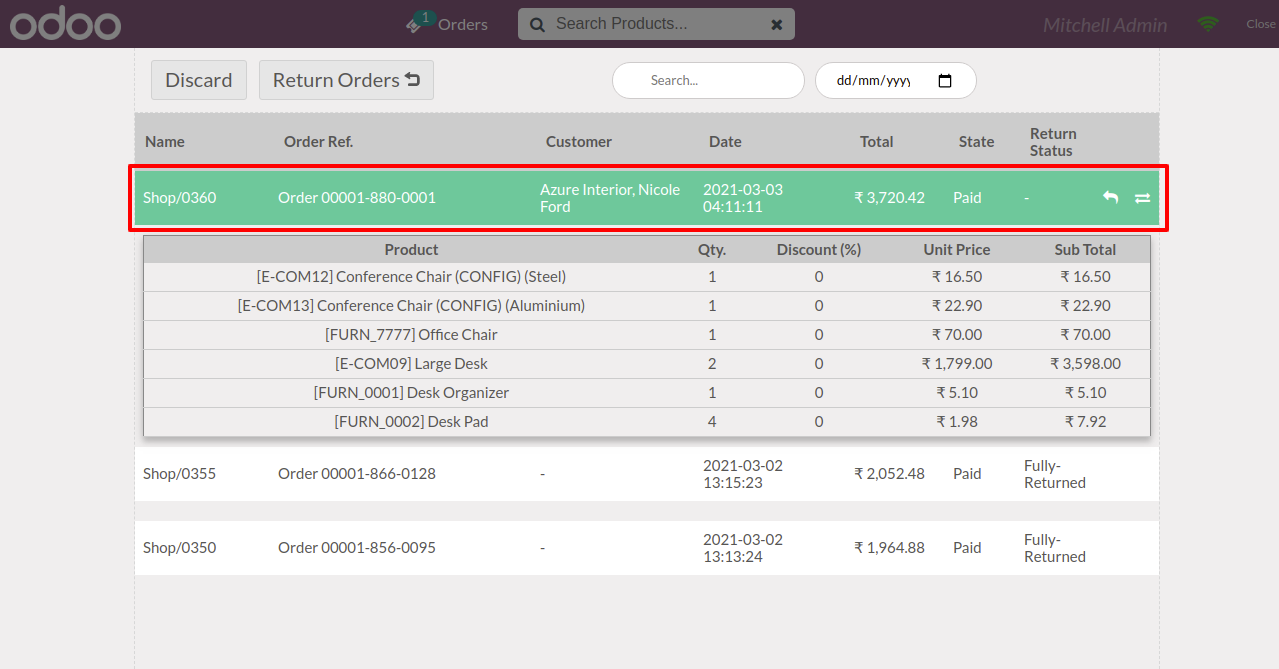 odoo 1 Orders Search Products... Mitchell Admin Close
Discard Return Orders Search... dd/mm/yyyy
Name Order Ref. Customer Date Total State Return Status
Shop/0360 Order 00001-880-0001 Azure Interior, Nicole Ford 2021-03-03 04:11:11 ₹ 3,720.42 Paid -
Product Qty. Discount (%) Unit Price Sub Total
[E-COM12] Conference Chair (CONFIG) (Steel) 1 0 ₹ 16.50 ₹ 16.50
[E-COM13] Conference Chair (CONFIG) (Aluminium) 1 0 ₹ 22.90 ₹ 22.90
[FURN_7777] Office Chair 1 0 ₹ 70.00 ₹ 70.00
[E-COM09] Large Desk 2 0 ₹ 1,799.00 ₹ 3,598.00
[FURN_0001] Desk Organizer 1 0 ₹ 5.10 ₹ 5.10
[FURN_0002] Desk Pad 4 0 ₹ 1.98 ₹ 7.92
Shop/0355 Order 00001-866-0128 - 2021-03-02 13:15:23 ₹ 2,052.48 Paid Fully-Returned
Shop/0350 Order 00001-856-0095 - 2021-03-02 13:13:24 ₹ 1,964.88 Paid Fully-Returned